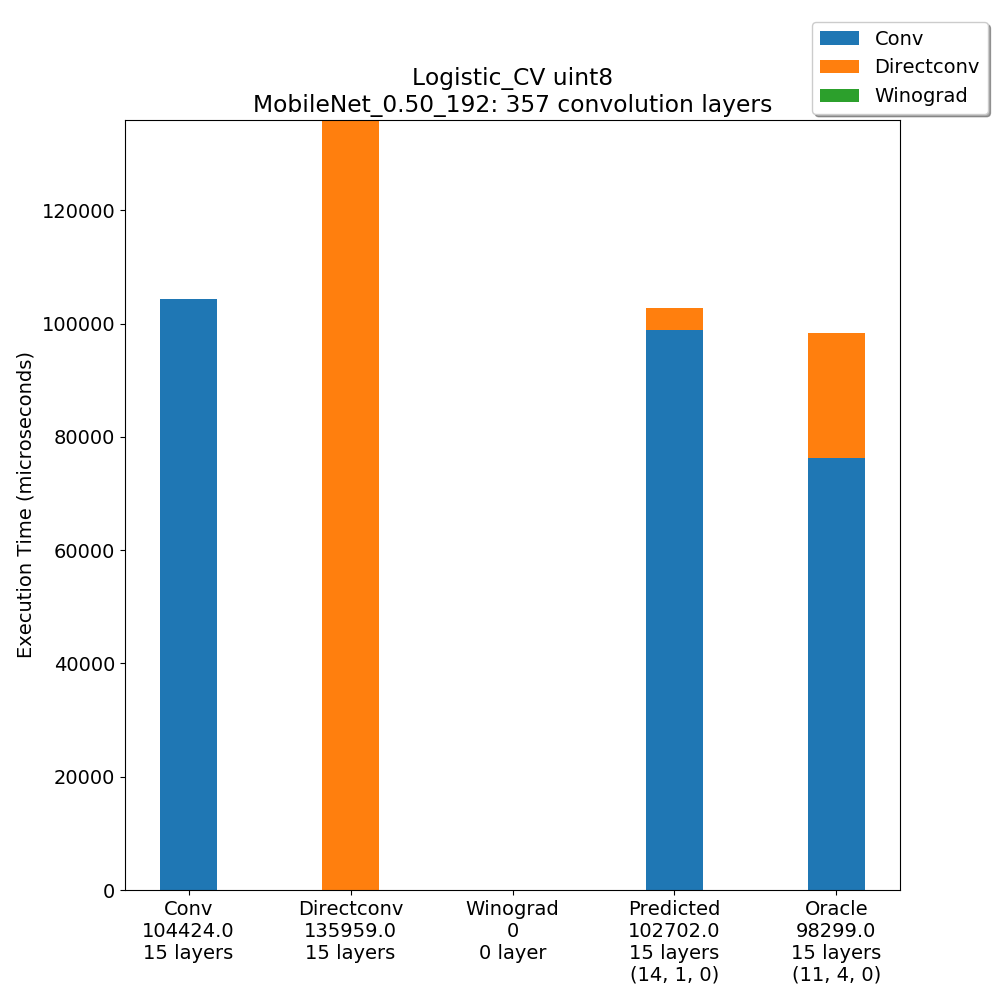 Conv
Directconv
Winograd
Logistic_CV uint8
MobileNet_0.50_192: 357 convolution layers
Execution Time (microseconds)
120000
100000
80000
60000
40000
20000
0
Conv
104424.0
15 layers
Directconv
135959.0
15 layers
Winograd
0
0 layer
Predicted
102702.0
15 layers
(14, 1, 0)
Oracle
98299.0
15 layers
(11, 4, 0)